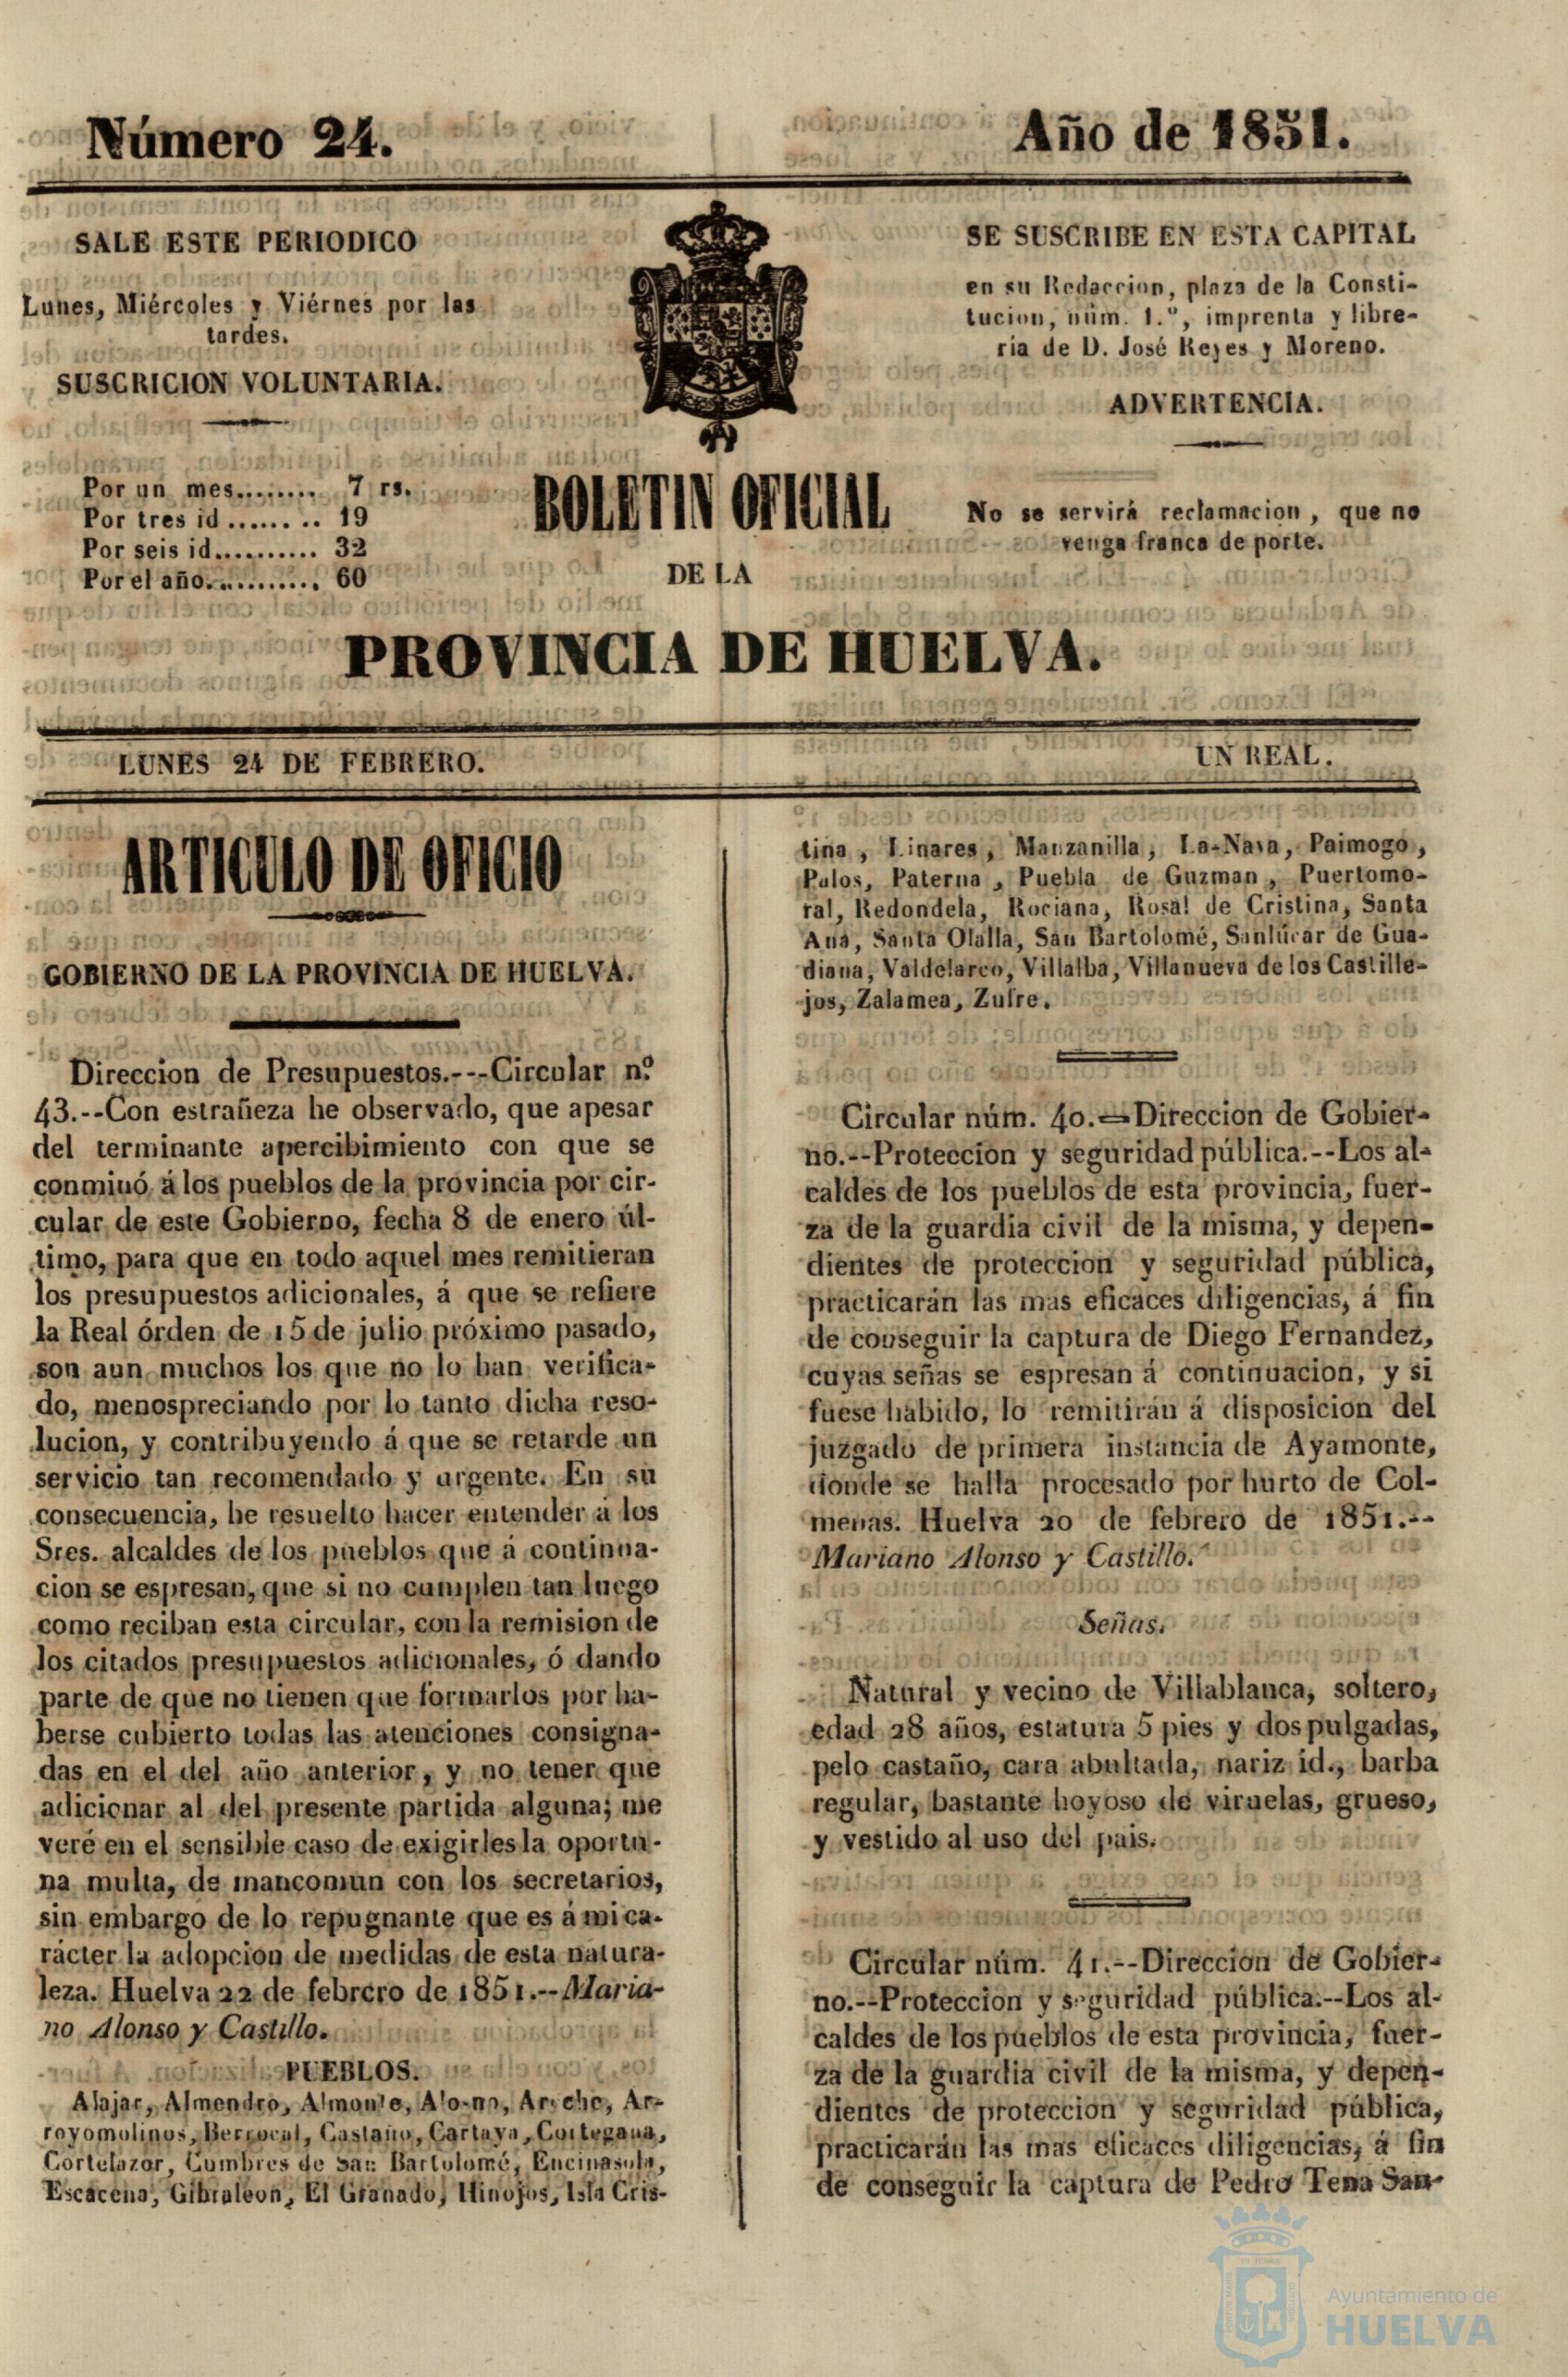 Número 24.
Año de 1851.
SALE ESTE PERIODICO
Lunes, Miércoles y Viérnes por las
tardes.
SUSCRICION VOLUNTARIA.
Por un mes........ 7 rs.
Por tres id ........ 19
Por seis id.......... 32
Por el año........... 60
SE SUSCRIBE EN ESTA CAPITAL
en su Redaccion, plaza de la Consti-
tucion, núm. 1.º, imprenta y libre-
ria de D. José Reyes y Moreno.
ADVERTENCIA.
No se servirá reclamacion, que no
venga franca de porte.
BOLETIN OFICIAL
DE LA
PROVINCIA DE HUELVA.
LUNES 24 DE FEBRERO.
UN REAL.
ARTICULO DE OFICIO
GOBIERNO DE LA PROVINCIA DE HUELVA.
Direccion de Presupuestos.---Circular n.º
43.--Con estrañeza he observado, que apesar
del terminante apercibimiento con que se
conminó á los pueblos de la provincia por cir-
cular de este Gobierno, fecha 8 de enero úl-
timo, para que en todo aquel mes remitieran
los presupuestos adicionales, á que se refiere
la Real órden de 15 de julio próximo pasado,
son aun muchos los que no lo han verifica-
do, menospreciando por lo tanto dicha reso-
lucion, y contribuyendo á que se retarde un
servicio tan recomendado y urgente. En su
consecuencia, he resuelto hacer entender á los
Sres. alcaldes de los pueblos que á continua-
cion se espresan, que si no cumplen tan luego
como reciban esta circular, con la remision de
los citados presupuestos adicionales, ó dando
parte de que no tienen que formarlos por ha-
berse cubierto todas las atenciones consigna-
das en el del año anterior, y no tener que
adicionar al del presente partida alguna; me
veré en el sensible caso de exigirles la oportu-
na multa, de mancomun con los secretarios,
sin embargo de lo repugnante que es á mi ca-
rácter la adopcion de medidas de esta natura-
leza. Huelva 22 de febrero de 1851.--Maria-
no Alonso y Castillo.
PUEBLOS.
Alajar, Almendro, Almonte, Alosno, Aroche, Ar-
royomolinos, Berrocal, Castaño, Cartaya, Cortegana,
Cortelazor, Cumbres de San Bartolomé, Encinasola,
Escacena, Gibraleon, El Granado, Hinojos, Isla Cris-
tina, Linares, Manzanilla, La-Nava, Paimogo,
Palos, Paterna, Puebla de Guzman, Puertomo-
ral, Redondela, Rociana, Rosal de Cristina, Santa
Ana, Santa Olalla, San Bartolomé, Sanlúcar de Gua-
diana, Valdelarco, Villalba, Villanueva de los Castille-
jos, Zalamea, Zufre.
Circular núm. 40.=Direccion de Gobier-
no.--Proteccion y seguridad pública.--Los al-
caldes de los pueblos de esta provincia, fuer-
za de la guardia civil de la misma, y depen-
dientes de proteccion y seguridad pública,
practicarán las mas eficaces diligencias, á fin
de conseguir la captura de Diego Fernandez,
cuyas señas se espresan á continuacion, y si
fuese habido, lo remitirán á disposicion del
juzgado de primera instancia de Ayamonte,
donde se halla procesado por hurto de Col-
menas. Huelva 20 de febrero de 1851.--
Mariano Alonso y Castillo.
Señas.
Natural y vecino de Villablanca, soltero,
edad 28 años, estatura 5 pies y dos pulgadas,
pelo castaño, cara abultada, nariz id., barba
regular, bastante hoyoso de viruelas, grueso,
y vestido al uso del pais.
Circular núm. 41.--Direccion de Gobier-
no.--Proteccion y seguridad pública.--Los al-
caldes de los pueblos de esta provincia, fuer-
za de la guardia civil de la misma, y depen-
dientes de proteccion y seguridad pública,
practicarán las mas eficaces diligencias, á fin
de conseguir la captura de Pedro Tena San-
Ayuntamiento de
HUELVA